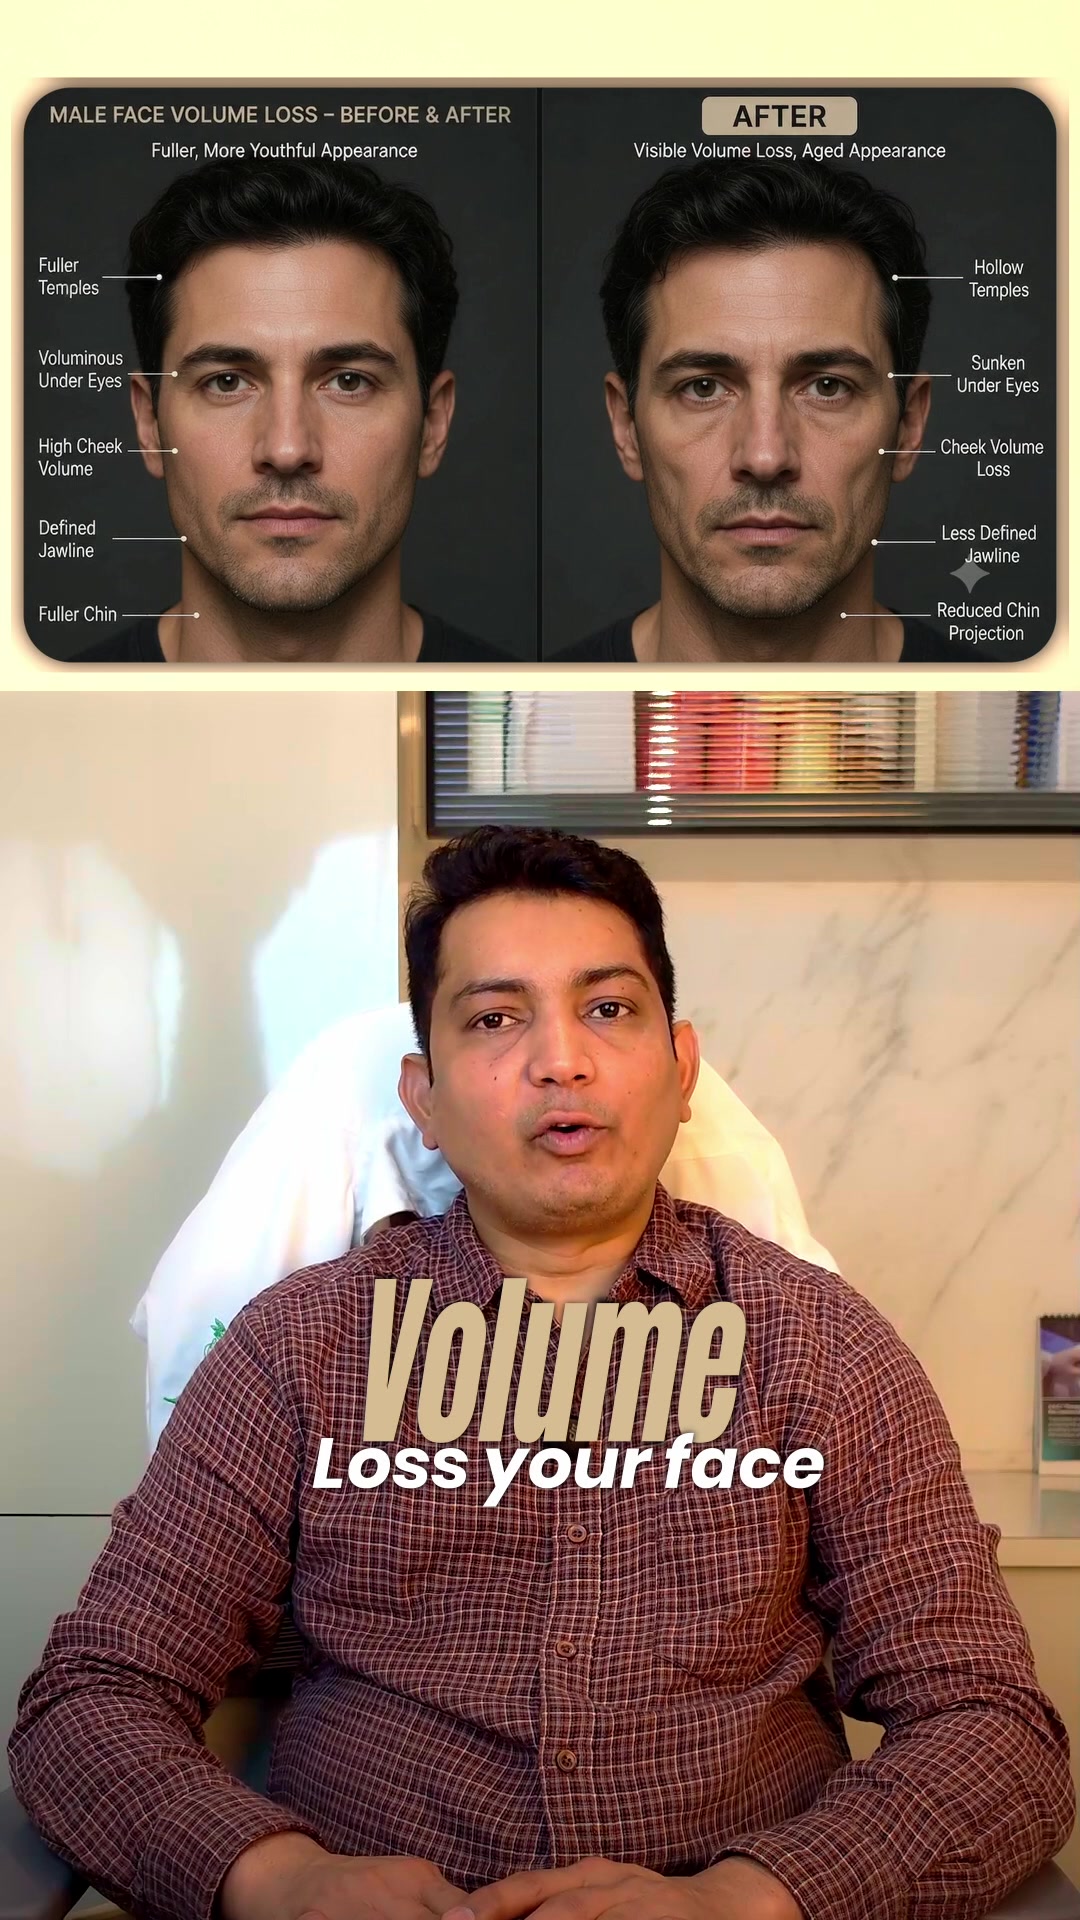 MALE FACE VOLUME LOSS – BEFORE & AFTER
Fuller, More Youthful Appearance
Fuller
Temples
Voluminous
Under Eyes
High Cheek
Volume
Defined
Jawline
Fuller Chin
AFTER
Visible Volume Loss, Aged Appearance
Hollow
Temples
Sunken
Under Eyes
Cheek Volume
Loss
Less Defined
Jawline
Reduced Chin
Projection
Volume
Loss your face